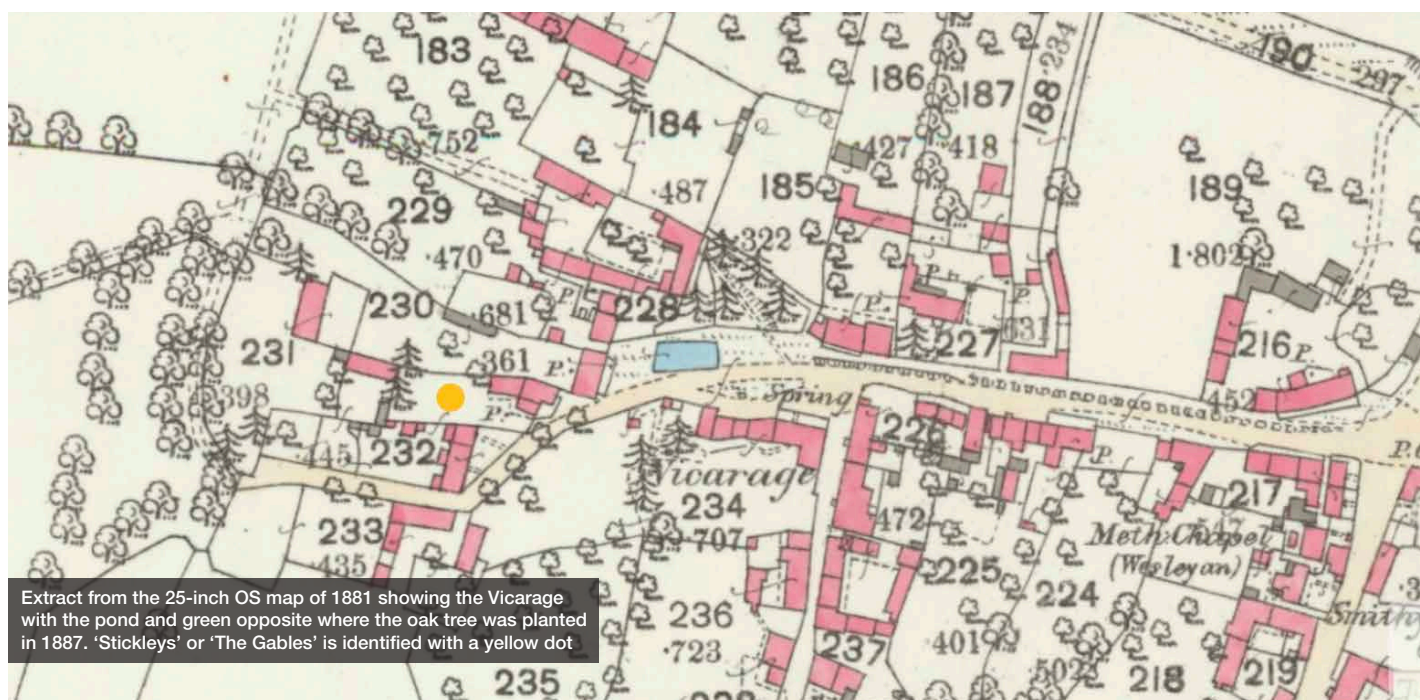 190
297
183
186
187
188
·234
184
·752
·427
·418
·487
185
189
229
·322
1·802
·470
P.
230
·681
P.
228
P.
·631
227
216
P.
231
·361
P.
·398
Spring
·452
P.
226
·445
232
P.
P.
Vicarage
217
233
234
472
Meth. Chapel
·435
·707
(Wesleyan)
225
224
236
Smithy
·723
237
401
·502
218
219
235
Extract from the 25-inch OS map of 1881 showing the Vicarage
with the pond and green opposite where the oak tree was planted
in 1887. ‘Stickleys’ or ‘The Gables’ is identified with a yellow dot